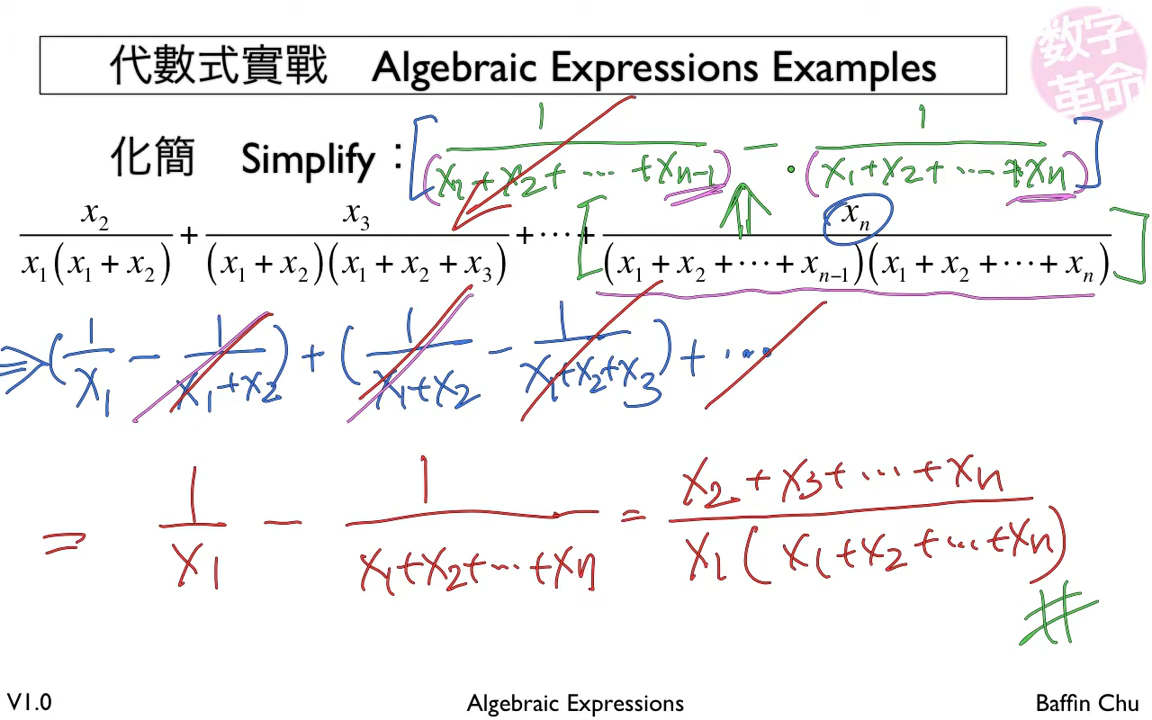 代數式實戰 Algebraic Expressions Examples
数字
革命
化簡 Simplify：
[ 1/(x₁+x₂+⋯+xₙ₋₁) − 1/(x₁+x₂+⋯+xₙ) ]
x₂/(x₁(x₁+x₂)) + x₃/((x₁+x₂)(x₁+x₂+x₃)) + ⋯ + [ xₙ/((x₁+x₂+⋯+xₙ₋₁)(x₁+x₂+⋯+xₙ)) ]
⇒ (1/x₁ − 1/(x₁+x₂)) + (1/(x₁+x₂) − 1/(x₁+x₂+x₃)) + ⋯
= 1/x₁ − 1/(x₁+x₂+⋯+xₙ) = (x₂+x₃+⋯+xₙ)/(x₁(x₁+x₂+⋯+xₙ))
#
V1.0 Algebraic Expressions Baffin Chu